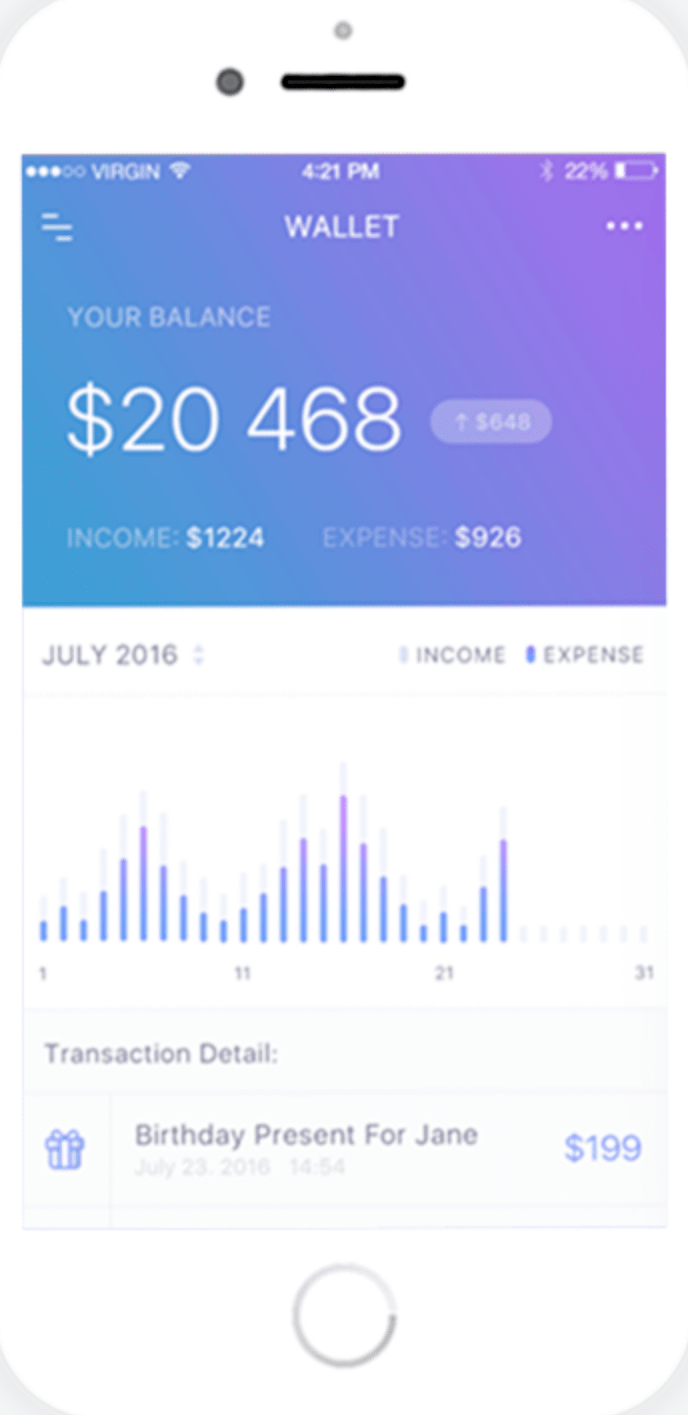 VIRGIN 4:21 PM 22%
WALLET
YOUR BALANCE
$20 468 ↑ $648
INCOME: $1224 EXPENSE: $926
JULY 2016 INCOME EXPENSE
1 11 21 31
Transaction Detail:
Birthday Present For Jane $199
July 23. 2016 14:54